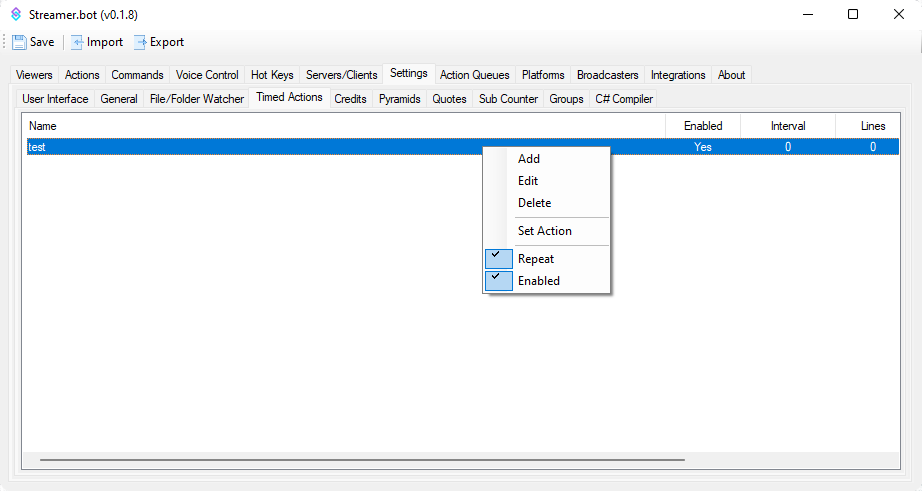 Streamer.bot (v0.1.8)
Save Import Export
Viewers Actions Commands Voice Control Hot Keys Servers/Clients Settings Action Queues Platforms Broadcasters Integrations About
User Interface General File/Folder Watcher Timed Actions Credits Pyramids Quotes Sub Counter Groups C# Compiler
Name Enabled Interval Lines
test Yes 0 0
Add
Edit
Delete
Set Action
Repeat
Enabled